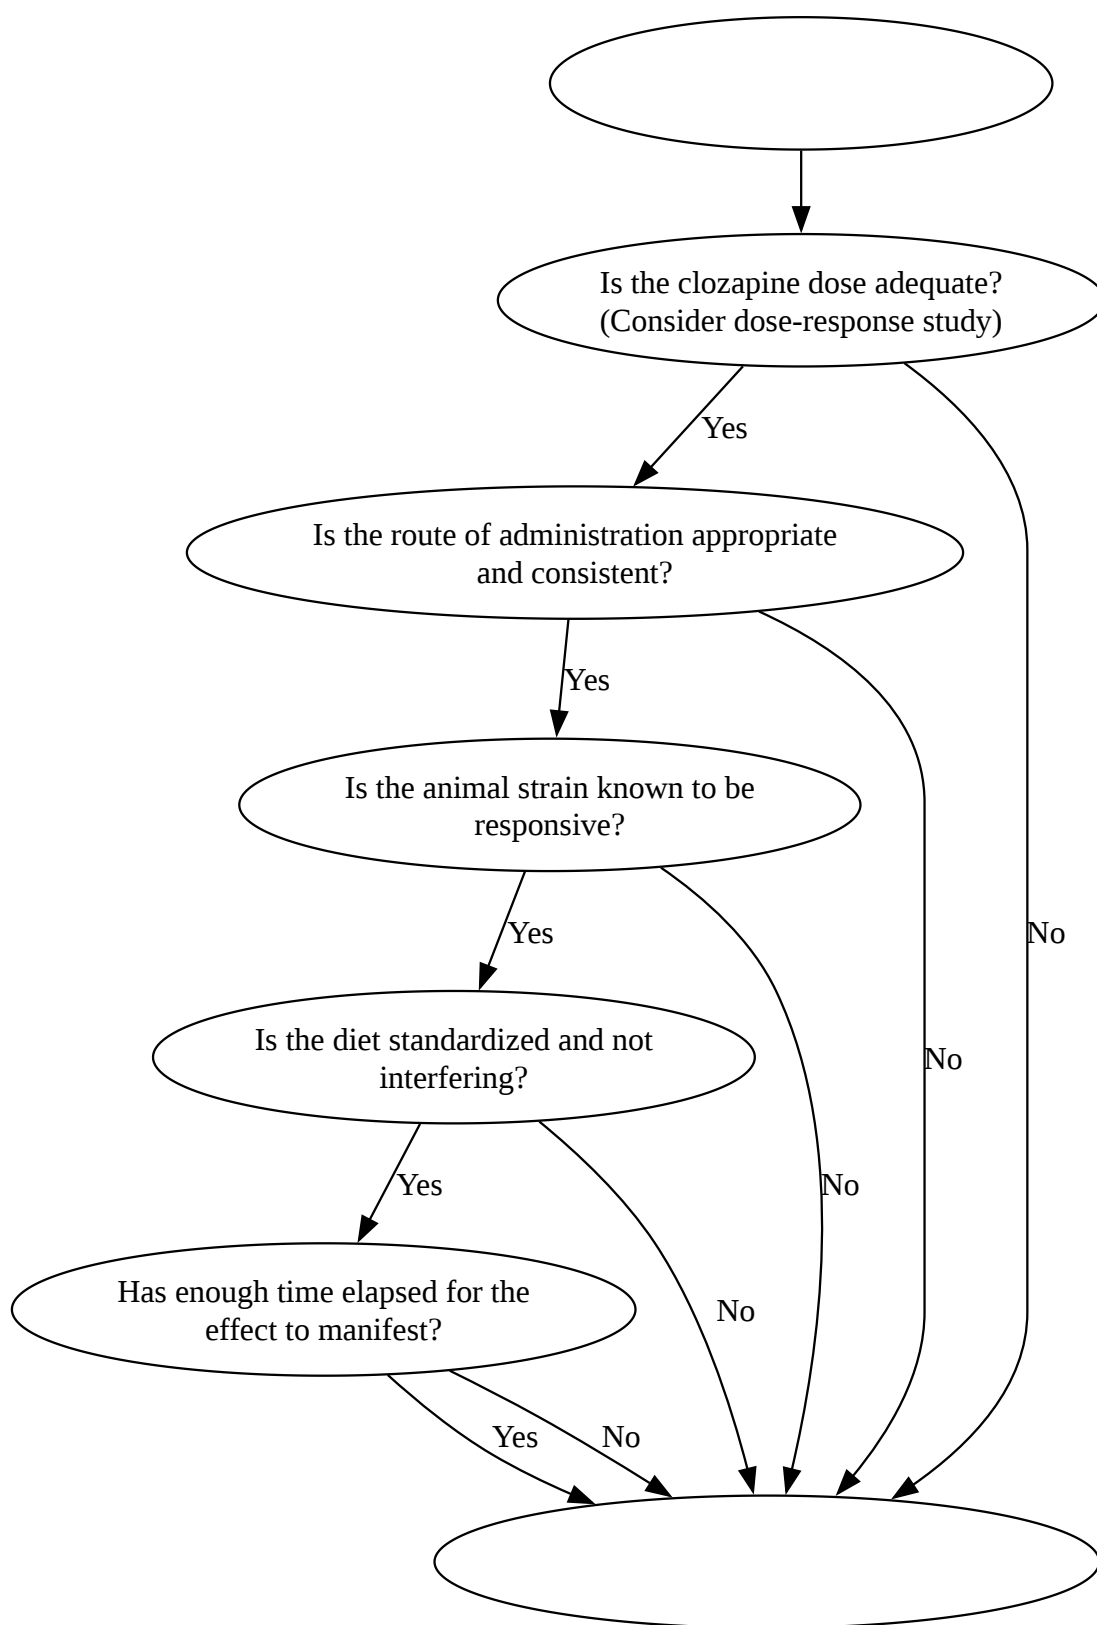 Is the clozapine dose adequate?
(Consider dose-response study)
Yes
Is the route of administration appropriate
and consistent?
Yes
Is the animal strain known to be
responsive?
Yes
No
Is the diet standardized and not
interfering?
No
Yes
No
Has enough time elapsed for the
effect to manifest?
No
Yes
No